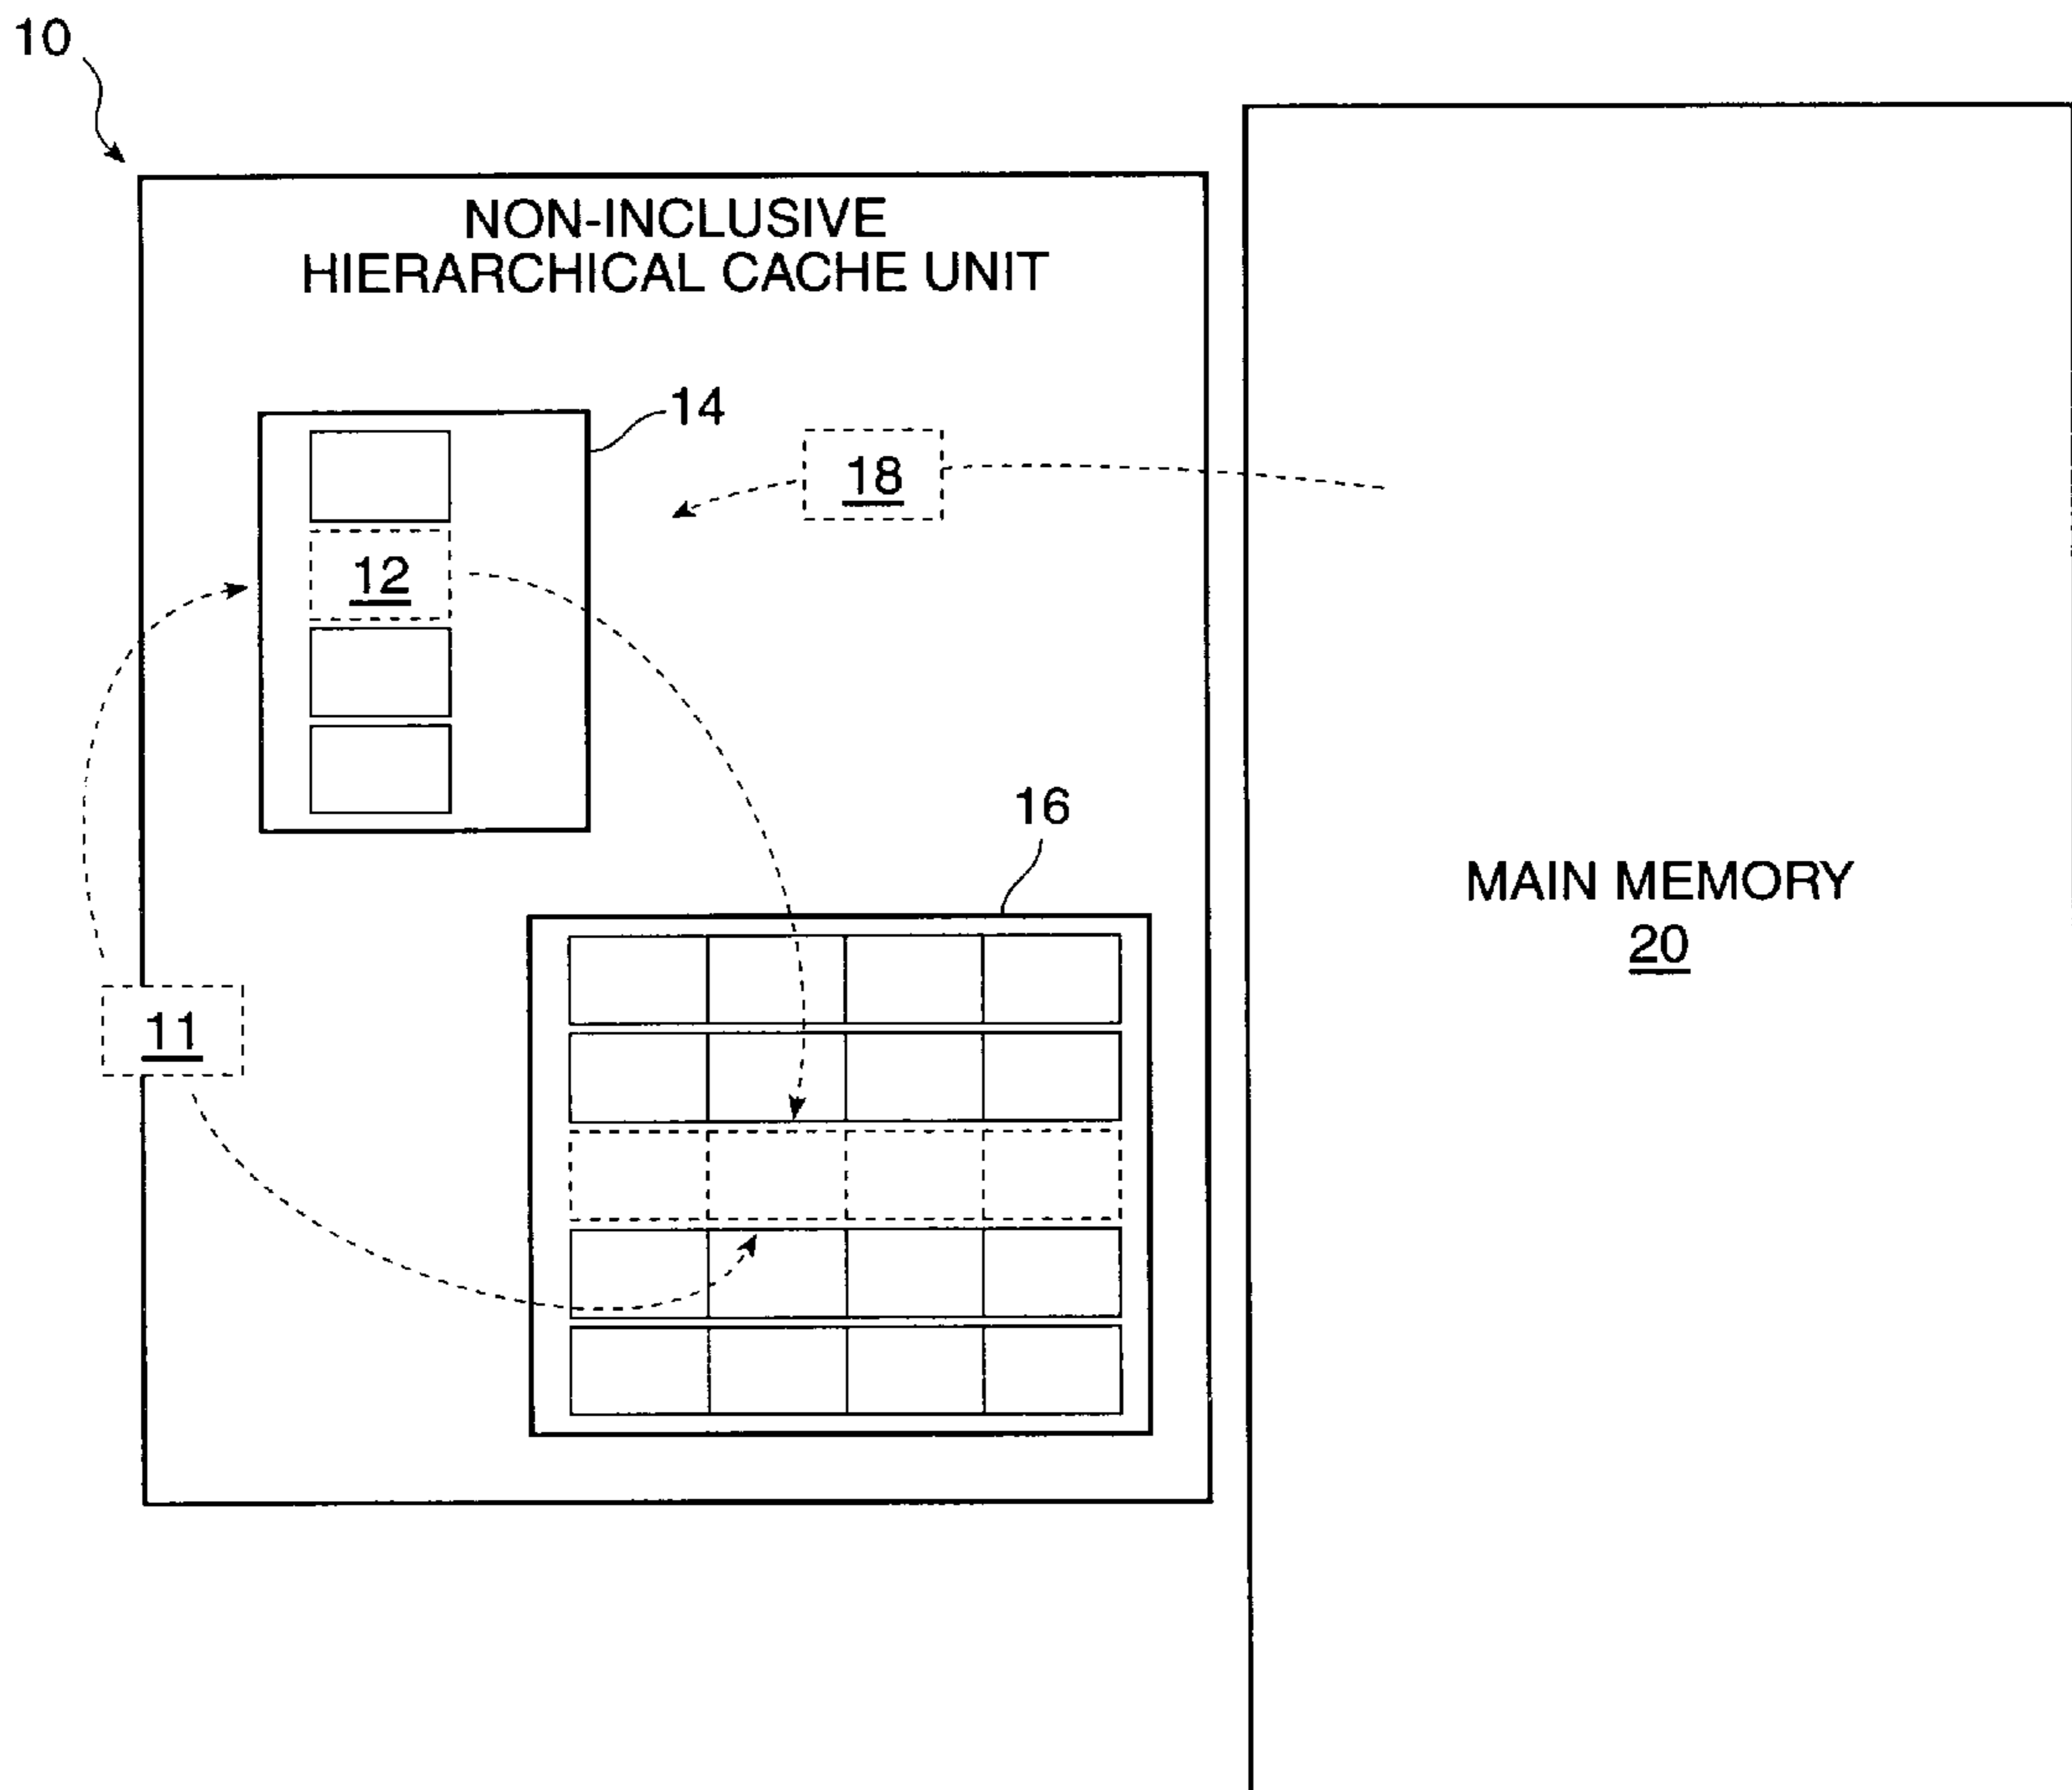 10
NON-INCLUSIVE
HIERARCHICAL CACHE UNIT
14
18
12
16
MAIN MEMORY
20
11